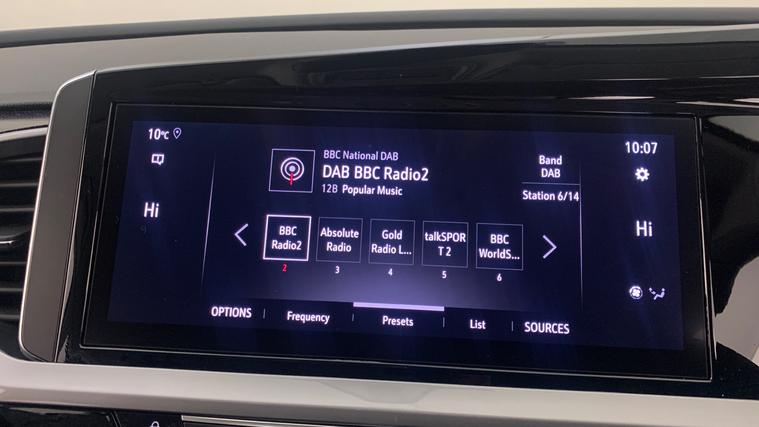 10°C
10:07
BBC National DAB
DAB BBC Radio2
12B Popular Music
Band
DAB
Station 6/14
Hi
Hi
BBC
Radio2
Absolute
Radio
Gold
Radio L...
talkSPOR
T 2
BBC
WorldS...
2
3
4
5
6
OPTIONS
Frequency
Presets
List
SOURCES